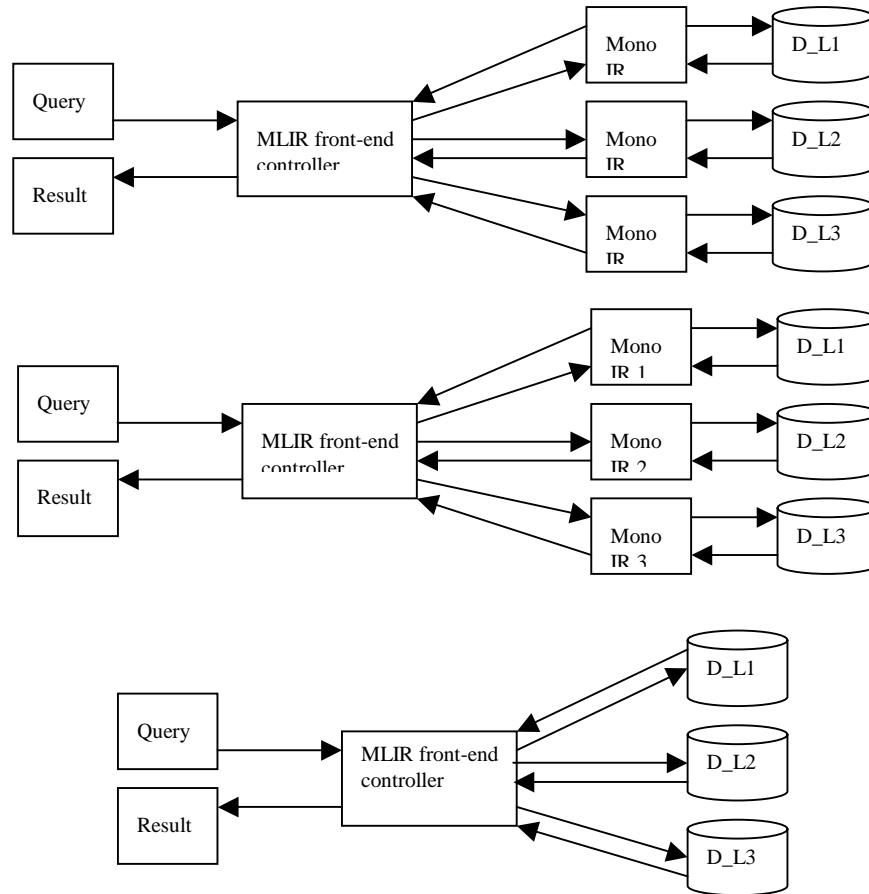 Mono
IR
D_L1
Query
MLIR front-end
controller
Mono
IR
D_L2
Result
Mono
IR
D_L3
Mono
IR 1
D_L1
Query
MLIR front-end
controller
Mono
IR 2
D_L2
Result
Mono
IR 3
D_L3
D_L1
Query
MLIR front-end
controller
D_L2
Result
D_L3